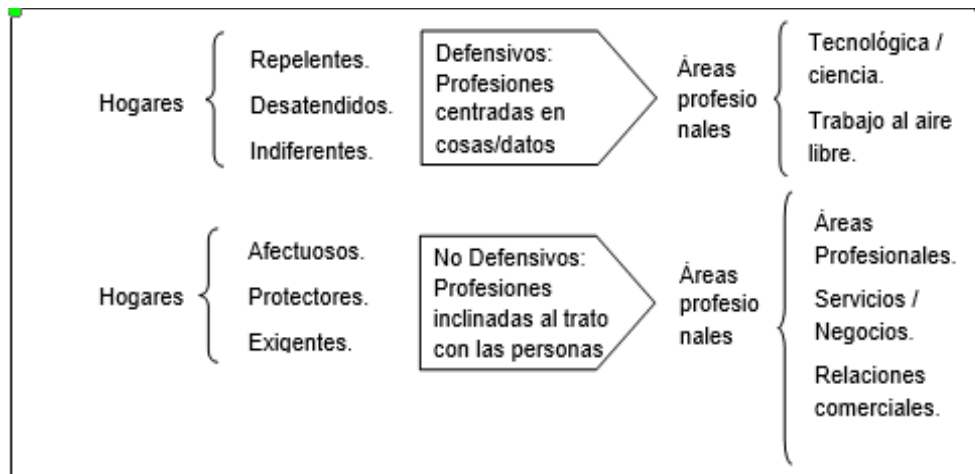 Hogares
Repelentes.
Desatendidos.
Indiferentes.
Defensivos:
Profesiones
centradas en
cosas/datos
Áreas
profesio
nales
Tecnológica /
ciencia.
Trabajo al aire
libre.
Hogares
Afectuosos.
Protectores.
Exigentes.
No Defensivos:
Profesiones
inclinadas al trato
con las personas
Áreas
profesio
nales
Áreas
Profesionales.
Servicios /
Negocios.
Relaciones
comerciales.